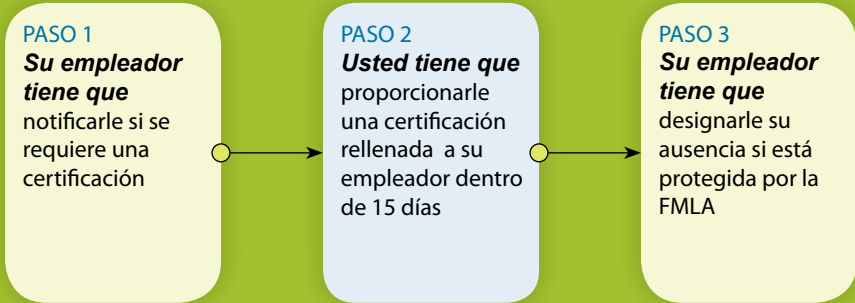 PASO 1
Su empleador
tiene que
notificarle si se
requiere una
certificación
PASO 2
Usted tiene que
proporcionarle
una certificación
rellenada a su
empleador dentro
de 15 días
PASO 3
Su empleador
tiene que
designarle su
ausencia si está
protegida por la
FMLA